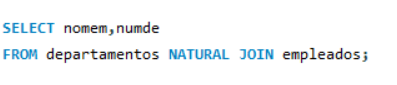 SELECT nomem,numde
FROM departamentos NATURAL JOIN empleados;